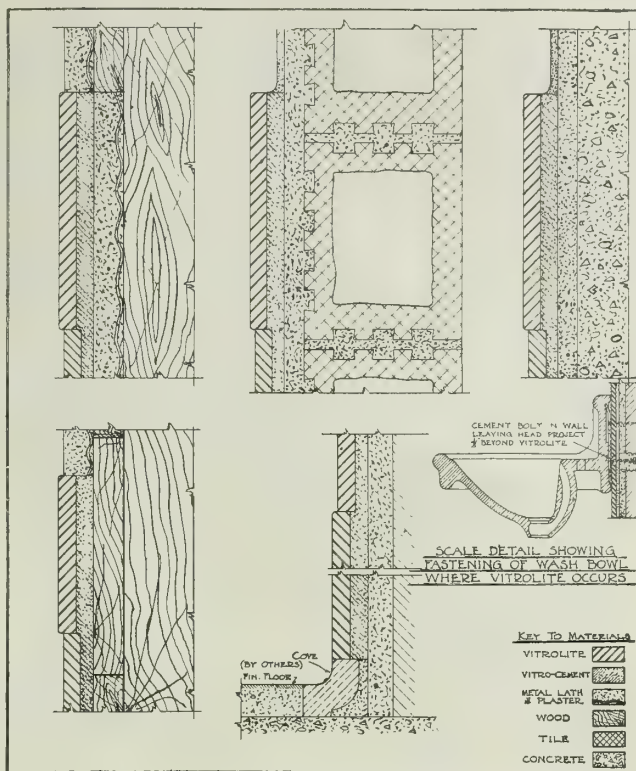 CEMENT BOLT IN WALL
LEAVING HEAD PROJECT
BEYOND VITROLITE
SCALE DETAIL SHOWING
FASTENING OF WASH BOWL
WHERE VITROLITE OCCURS
COVE
(BY OTHERS)
FIN. FLOOR
KEY TO MATERIALS
VITROLITE
VITRO-CEMENT
METAL LATH
& PLASTER
WOOD
TILE
CONCRETE